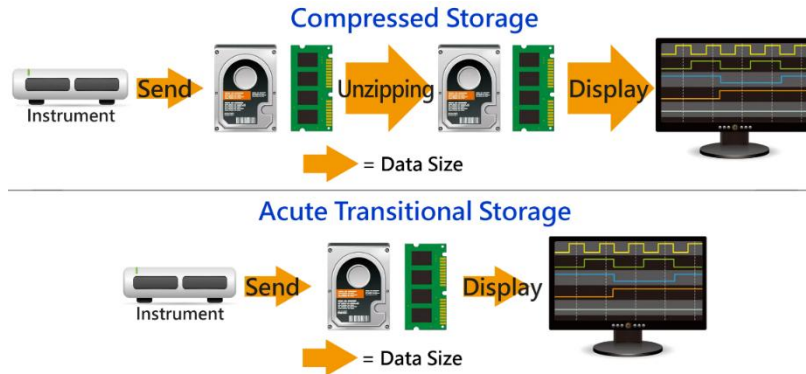 Compressed Storage
Send
Unzipping
Display
Instrument
= Data Size
Acute Transitional Storage
Send
Display
Instrument
= Data Size